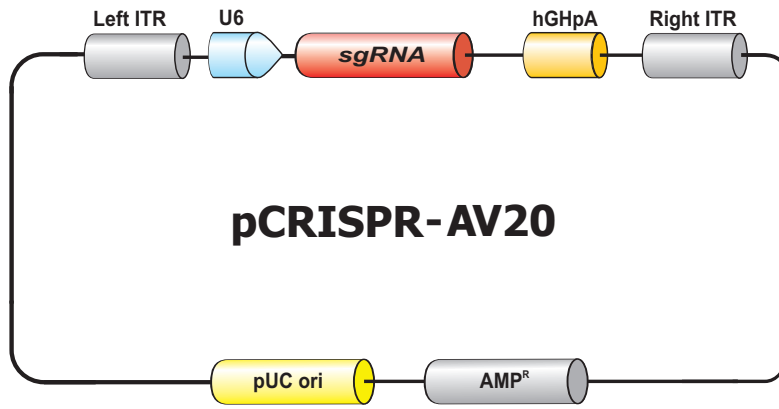 Left ITR U6 hGHpA Right ITR
sgRNA
pCRISPR-AV20
pUC ori AMPᴿ